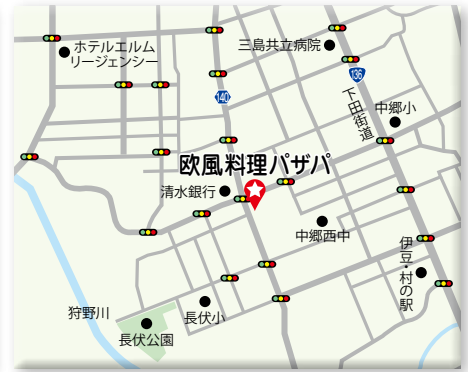 ホテルエルム
リージェンシー
三島共立病院
136
140
下田街道
中郷小
欧風料理パザパ
清水銀行
中郷西中
伊豆・村の駅
狩野川
長伏小
長伏公園